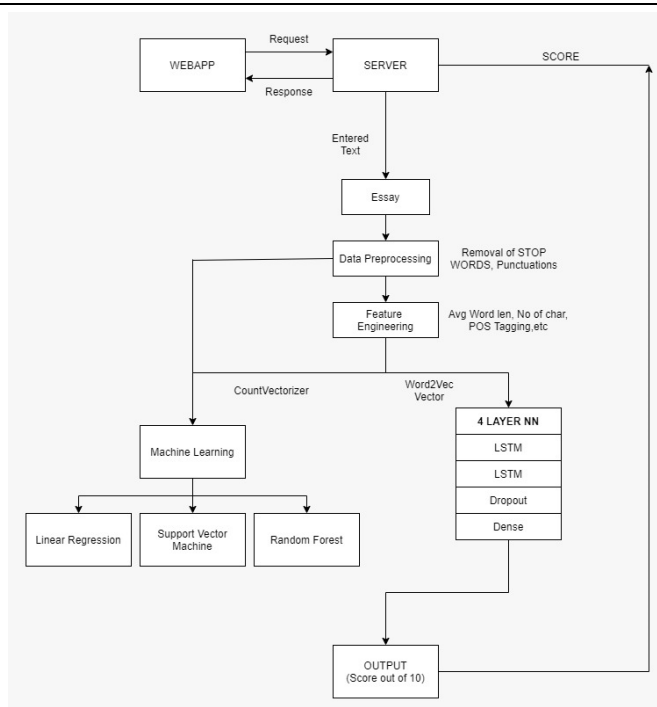 Request
WEBAPP
SERVER
SCORE
Response
Entered
Text
Essay
Data Preprocessing
Removal of STOP
WORDS, Punctuations
Feature
Engineering
Avg Word len, No of char,
POS Tagging,etc
CountVectorizer
Word2Vec
Vector
4 LAYER NN
LSTM
LSTM
Dropout
Dense
Machine Learning
Linear Regression
Support Vector
Machine
Random Forest
OUTPUT
(Score out of 10)